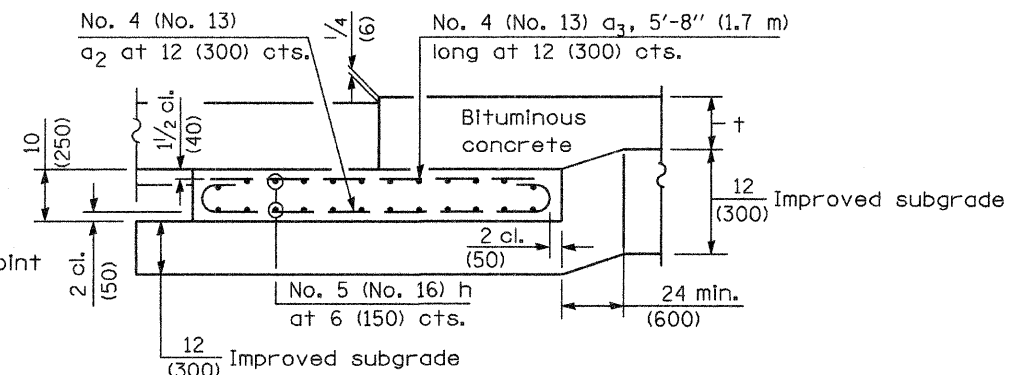 No. 4 (No. 13)
a2 at 12 (300) cts.
1/4
(6)
No. 4 (No. 13) a3, 5'-8" (1.7 m)
long at 12 (300) cts.
10
(250)
1 1/2 cl.
(40)
Bituminous
concrete
t
12
(300)
Improved subgrade
2 cl.
(50)
oint
2 cl.
(50)
No. 5 (No. 16) h
at 6 (150) cts.
24 min.
(600)
12
(300)
Improved subgrade